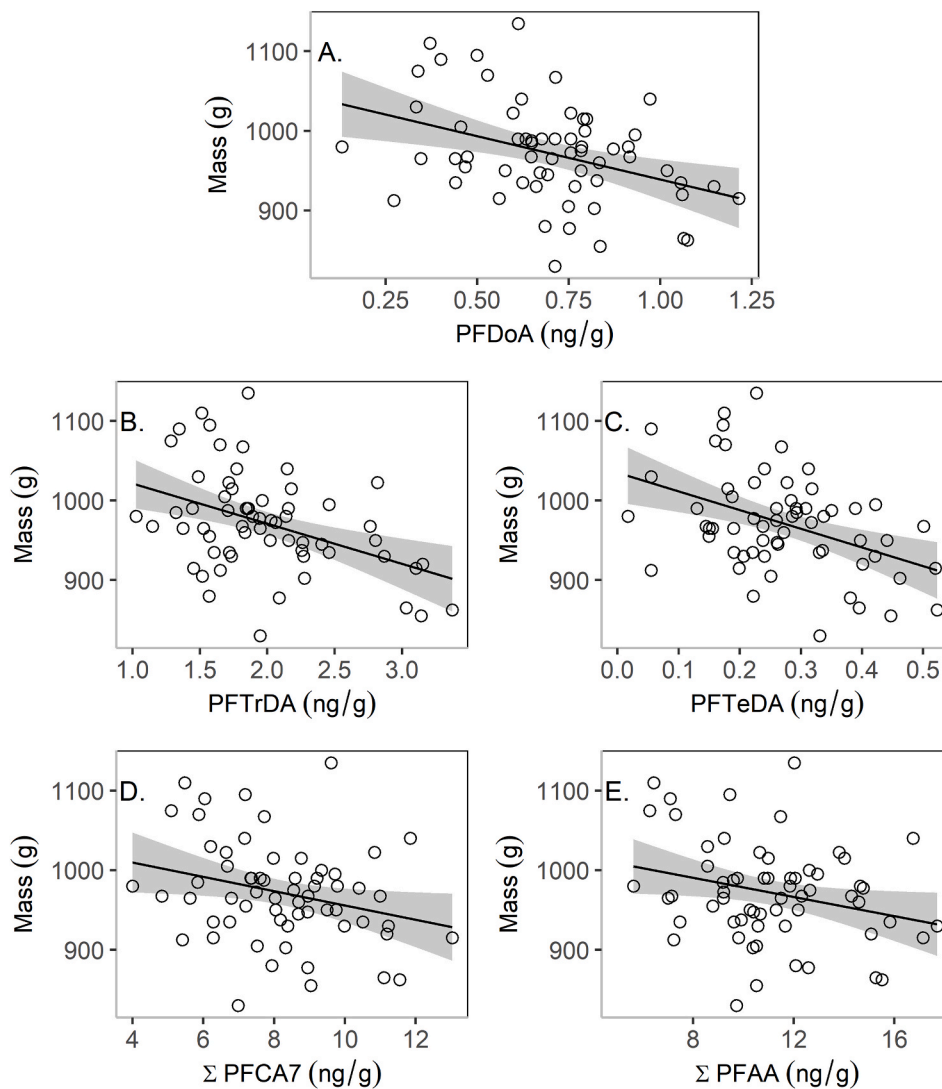 A.
Mass (g)
1100
1000
900
0.25 0.50 0.75 1.00 1.25
PFDoA (ng/g)
B.
Mass (g)
1100
1000
900
1.0 1.5 2.0 2.5 3.0
PFTrDA (ng/g)
C.
Mass (g)
1100
1000
900
0.0 0.1 0.2 0.3 0.4 0.5
PFTeDA (ng/g)
D.
Mass (g)
1100
1000
900
4 6 8 10 12
Σ PFCA7 (ng/g)
E.
Mass (g)
1100
1000
900
8 12 16
Σ PFAA (ng/g)